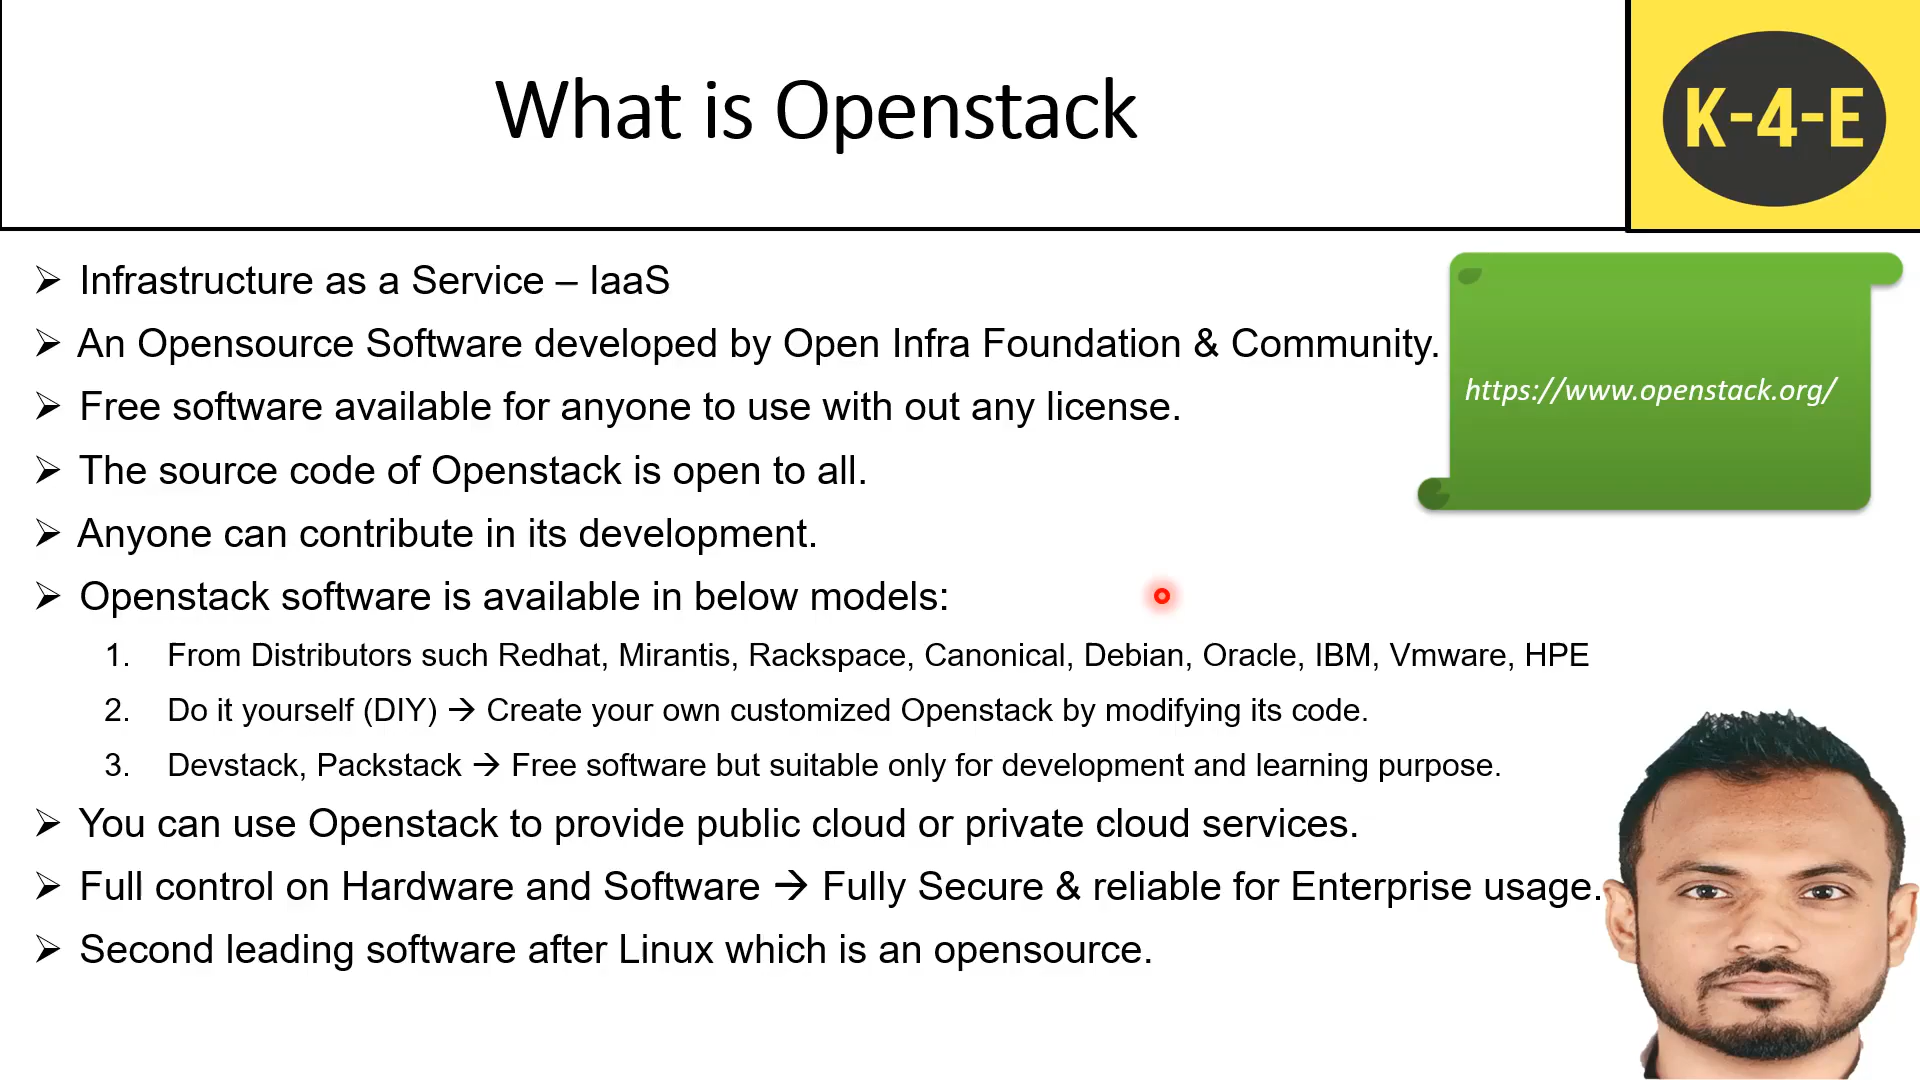 What is Openstack
K-4-E
➢ Infrastructure as a Service – IaaS
➢ An Opensource Software developed by Open Infra Foundation & Community.
https://www.openstack.org/
➢ Free software available for anyone to use with out any license.
➢ The source code of Openstack is open to all.
➢ Anyone can contribute in its development.
➢ Openstack software is available in below models:
1. From Distributors such Redhat, Mirantis, Rackspace, Canonical, Debian, Oracle, IBM, Vmware, HPE
2. Do it yourself (DIY) → Create your own customized Openstack by modifying its code.
3. Devstack, Packstack → Free software but suitable only for development and learning purpose.
➢ You can use Openstack to provide public cloud or private cloud services.
➢ Full control on Hardware and Software → Fully Secure & reliable for Enterprise usage.
➢ Second leading software after Linux which is an opensource.